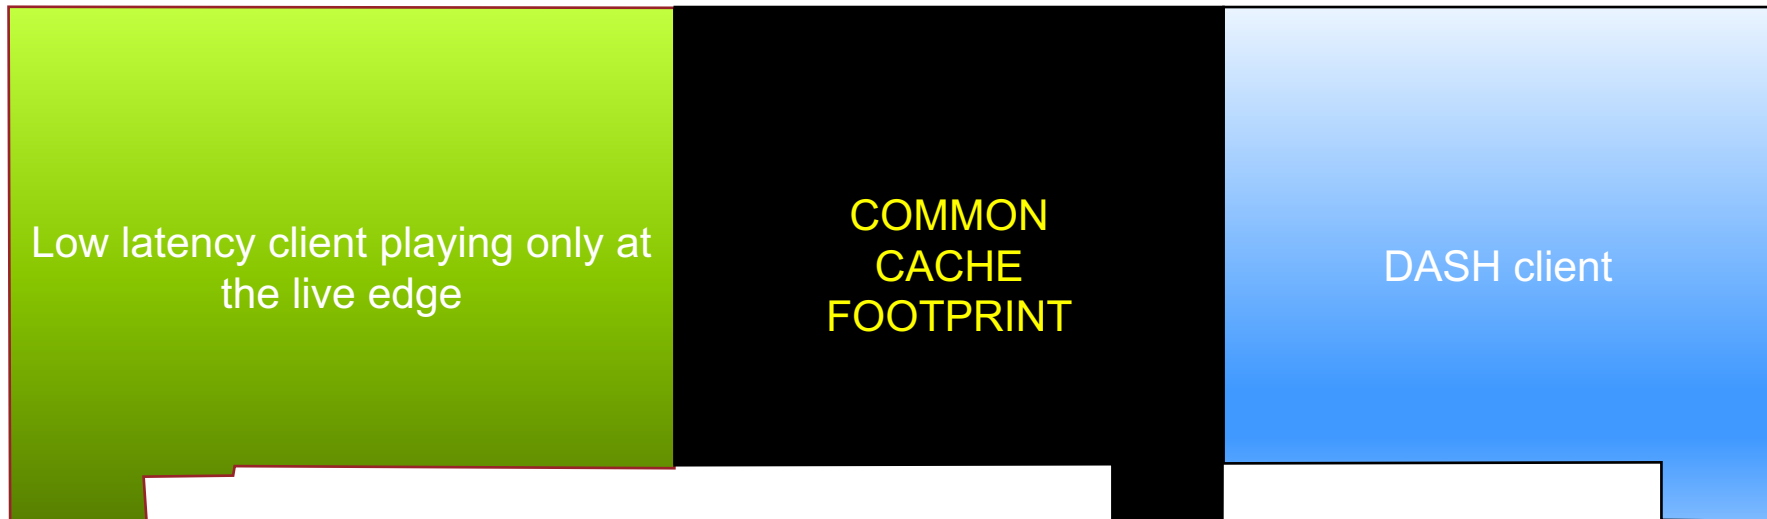 Low latency client playing only at
the live edge
COMMON
CACHE
FOOTPRINT
DASH client